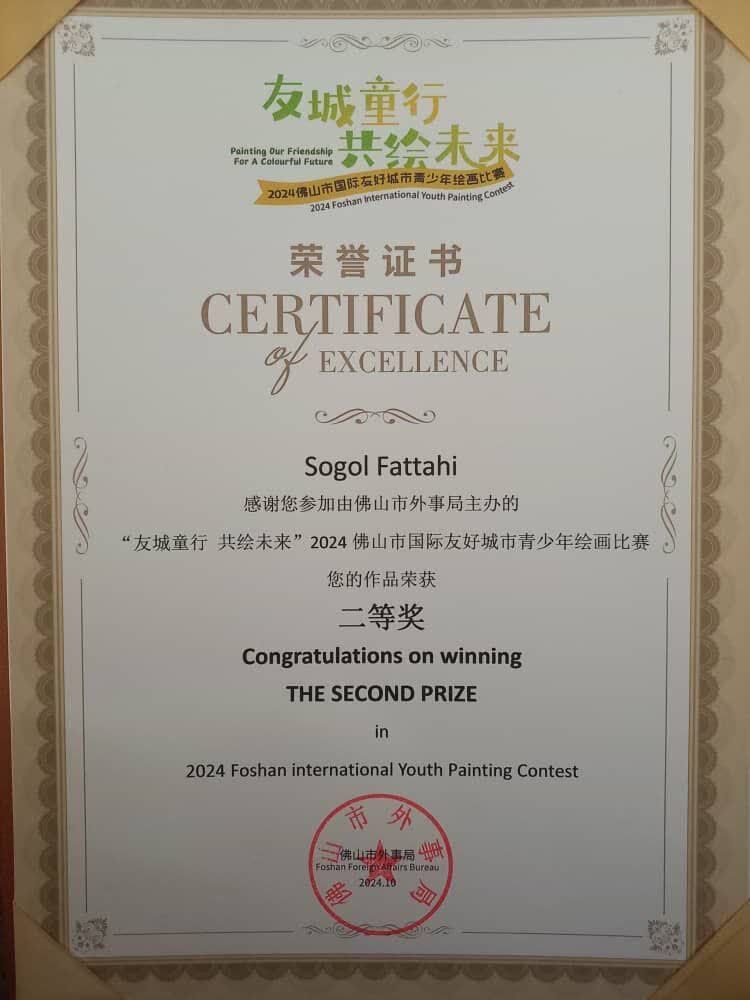 友城童行
共绘未来
Painting Our Friendship
For A Colourful Future
2024佛山市国际友好城市青少年绘画比赛
2024 Foshan International Youth Painting Contest
荣誉证书
CERTIFICATE
of EXCELLENCE
Sogol Fattahi
感谢您参加由佛山市外事局主办的
“友城童行 共绘未来”2024 佛山市国际友好城市青少年绘画比赛
您的作品荣获
二等奖
Congratulations on winning
THE SECOND PRIZE
in
2024 Foshan international Youth Painting Contest
佛山市外事局
佛山市外事局
Foshan Foreign Affairs Bureau
2024.10